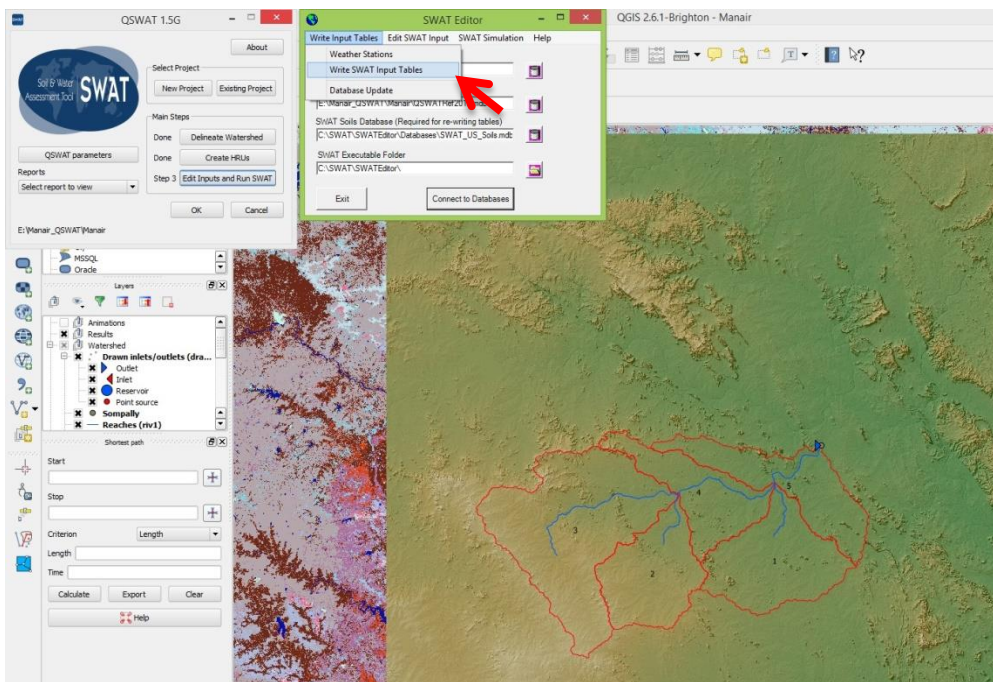 QSWAT 1.5G
About
Soil & Water
Assessment Tool
SWAT
Select Project
New Project
Existing Project
Main Steps
Done
Delineate Watershed
QSWAT parameters
Done
Create HRUs
Reports
Select report to view
Step 3
Edit Inputs and Run SWAT
OK
Cancel
E:\Manair_QSWAT\Manair
SWAT Editor
Write Input Tables
Edit SWAT Input
SWAT Simulation
Help
Weather Stations
Write SWAT Input Tables
Database Update
SWAT Soils Database (Required for re-writing tables)
C:\SWAT\SWATEditor\Databases\SWAT_US_Soils.mdb
SWAT Executable Folder
C:\SWAT\SWATEditor\
Exit
Connect to Databases
QGIS 2.6.1-Brighton - Manair
MSSQL
Oracle
Layers
Animations
Results
Watershed
Drawn inlets/outlets (dra...
Outlet
Inlet
Reservoir
Point source
Sompally
Reaches (riv1)
Shortest path
Start
Stop
Criterion
Length
Length
Time
Calculate
Export
Clear
Help
3
4
5
2
1